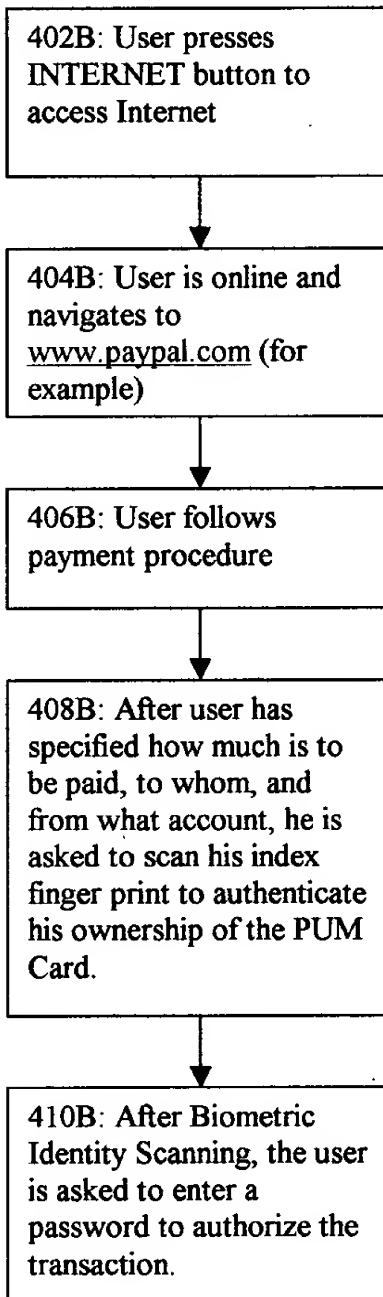 402B: User presses
INTERNET button to
access Internet
404B: User is online and
navigates to
www.paypal.com (for
example)
406B: User follows
payment procedure
408B: After user has
specified how much is to
be paid, to whom, and
from what account, he is
asked to scan his index
finger print to authenticate
his ownership of the PUM
Card.
410B: After Biometric
Identity Scanning, the user
is asked to enter a
password to authorize the
transaction.